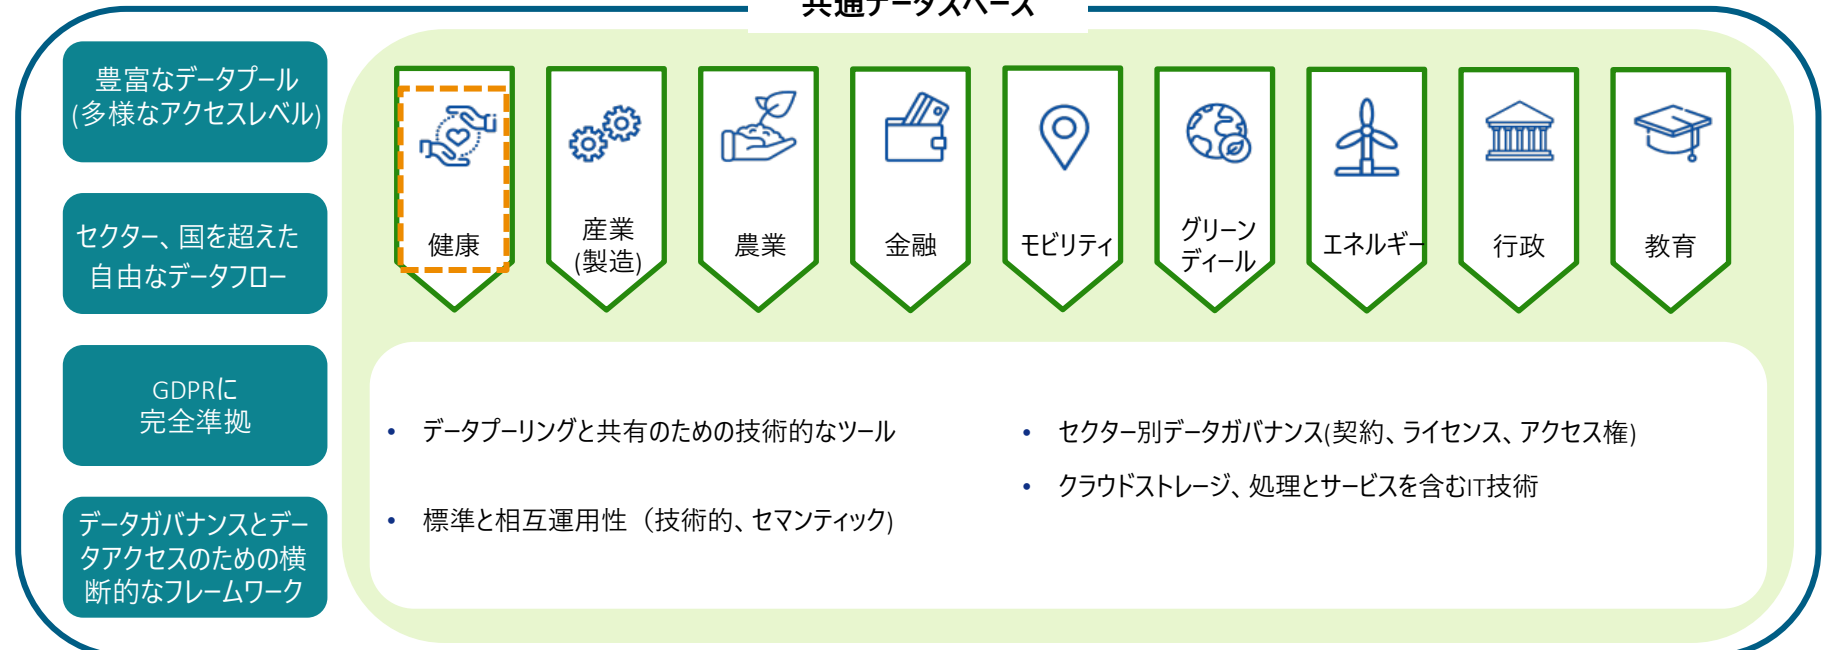 共通データスペース
豊富なデータプール
(多様なアクセスレベル)
セクター、国を超えた
自由なデータフロー
GDPRに
完全準拠
データガバナンスとデー
タアクセスのための横
断的なフレームワーク
健康
産業
(製造)
農業
金融
モビリティ
グリーン
ディール
エネルギー
行政
教育
• データプーリングと共有のための技術的なツール
• 標準と相互運用性（技術的、セマンティック)
• セクター別データガバナンス(契約、ライセンス、アクセス権)
• クラウドストレージ、処理とサービスを含むIT技術